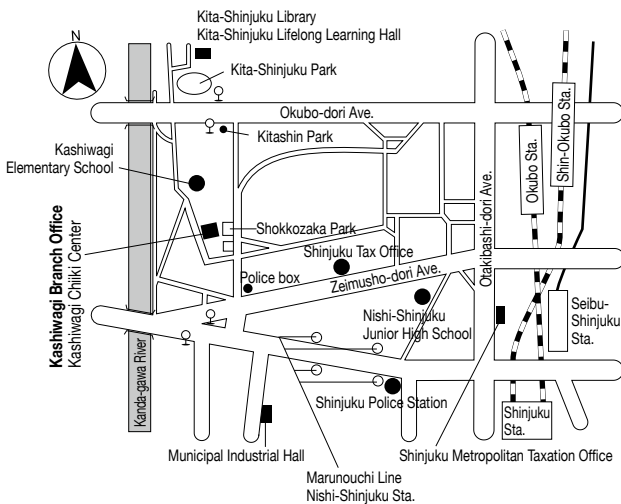 N
Kita-Shinjuku Library
Kita-Shinjuku Lifelong Learning Hall
Kita-Shinjuku Park
Okubo-dori Ave.
Kitashin Park
Kashiwagi
Elementary School
Okubo Sta.
Shin-Okubo Sta.
Otakibashi-dori Ave.
Kashiwagi Branch Office
Kashiwagi Chiiki Center
Shokkozaka Park
Shinjuku Tax Office
Zeimusho-dori Ave.
Police box
Nishi-Shinjuku
Junior High School
Seibu-
Shinjuku
Sta.
Kanda-gawa River
Shinjuku Police Station
Shinjuku
Sta.
Municipal Industrial Hall
Shinjuku Metropolitan Taxation Office
Marunouchi Line
Nishi-Shinjuku Sta.